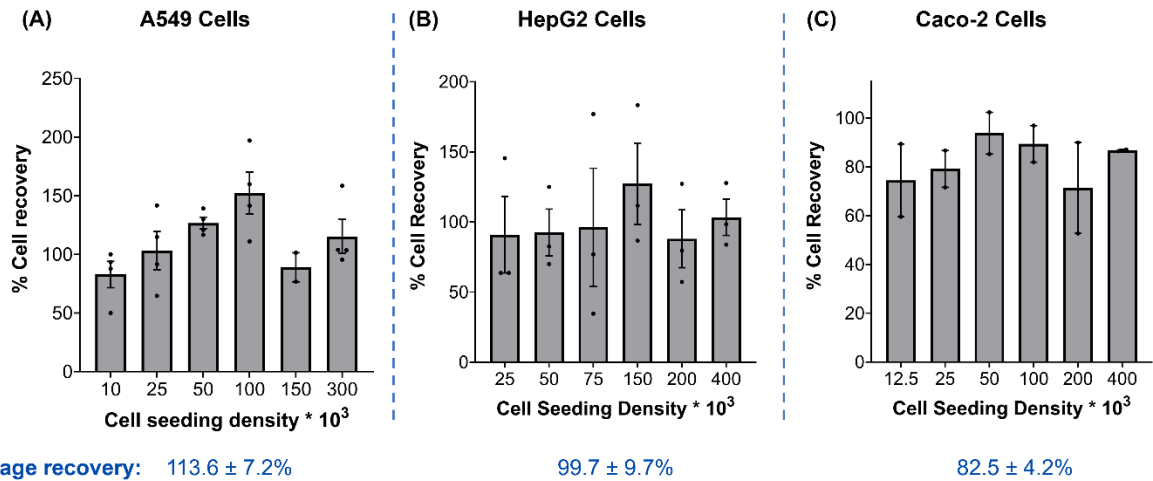 (A) A549 Cells
% Cell recovery
250
200
150
100
50
0
10 25 50 100 150 300
Cell seeding density * 10³
(B) HepG2 Cells
% Cell Recovery
200
150
100
50
0
25 50 75 150 200 400
Cell Seeding Density * 10³
(C) Caco-2 Cells
% Cell Recovery
100
80
60
40
20
0
12.5 25 50 100 200 400
Cell Seeding Density * 10³
age recovery: 113.6 ± 7.2% 99.7 ± 9.7% 82.5 ± 4.2%